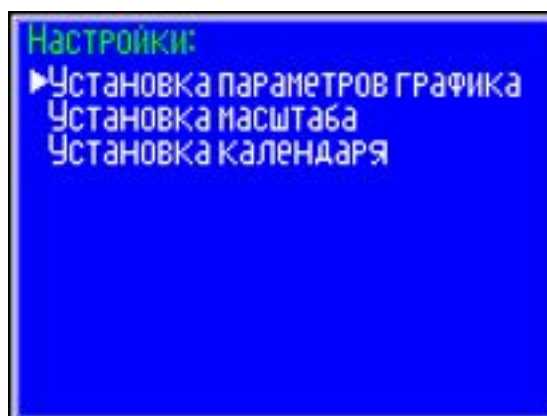 Настройки:
Установка параметров графика
Установка масштаба
Установка календаря